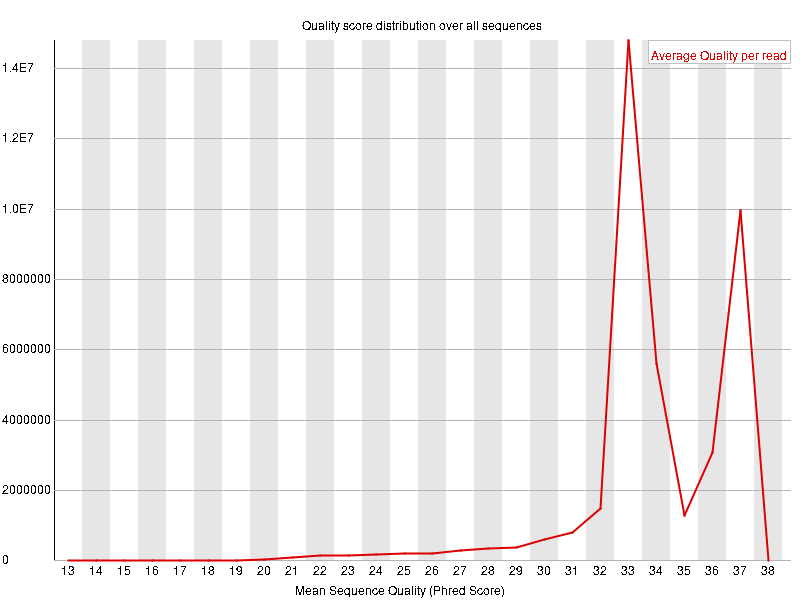 Quality score distribution over all sequences
Average Quality per read
1.4E7
1.2E7
1.0E7
8000000
6000000
4000000
2000000
0
13 14 15 16 17 18 19 20 21 22 23 24 25 26 27 28 29 30 31 32 33 34 35 36 37 38
Mean Sequence Quality (Phred Score)